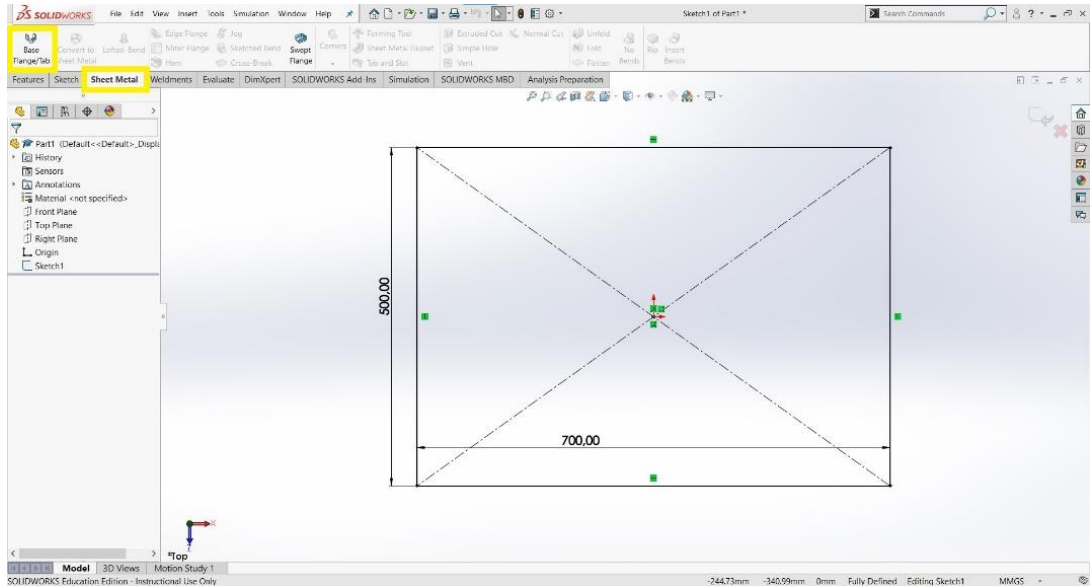 SOLIDWORKS File Edit View Insert Tools Simulation Window Help Sketch1 of Part1 * Search Commands
Base Flange/Tab
Convert to Sheet Metal
Lofted-Bend
Edge Flange
Miter Flange
Hem
Jog
Sketched Bend
Cross-Break
Swept Flange
Corners
Forming Tool
Sheet Metal Gusset
Tab and Slot
Extruded Cut
Simple Hole
Vent
Normal Cut
Unfold
Fold
Flatten
No Bends
Rip
Insert Bends
Features Sketch Sheet Metal Weldments Evaluate DimXpert SOLIDWORKS Add-Ins Simulation SOLIDWORKS MBD Analysis Preparation
Part1 (Default<<Default>_Displa
History
Sensors
Annotations
Material <not specified>
Front Plane
Top Plane
Right Plane
Origin
Sketch1
500,00
700,00
X
Z
*Top
Model 3D Views Motion Study 1
SOLIDWORKS Education Edition - Instructional Use Only -244.73mm -340.99mm 0mm Fully Defined Editing Sketch1 MMGS